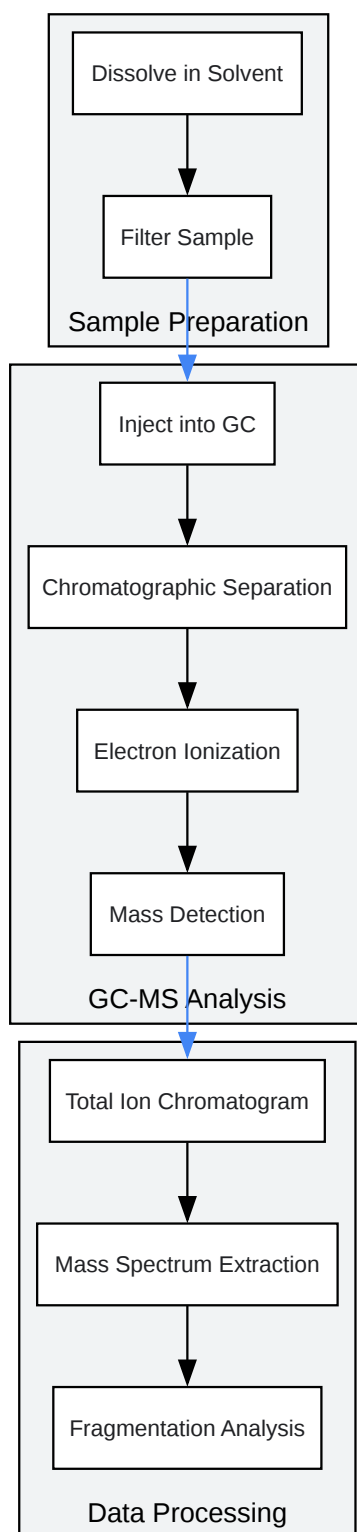 Dissolve in Solvent
Filter Sample
Sample Preparation
Inject into GC
Chromatographic Separation
Electron Ionization
Mass Detection
GC-MS Analysis
Total Ion Chromatogram
Mass Spectrum Extraction
Fragmentation Analysis
Data Processing